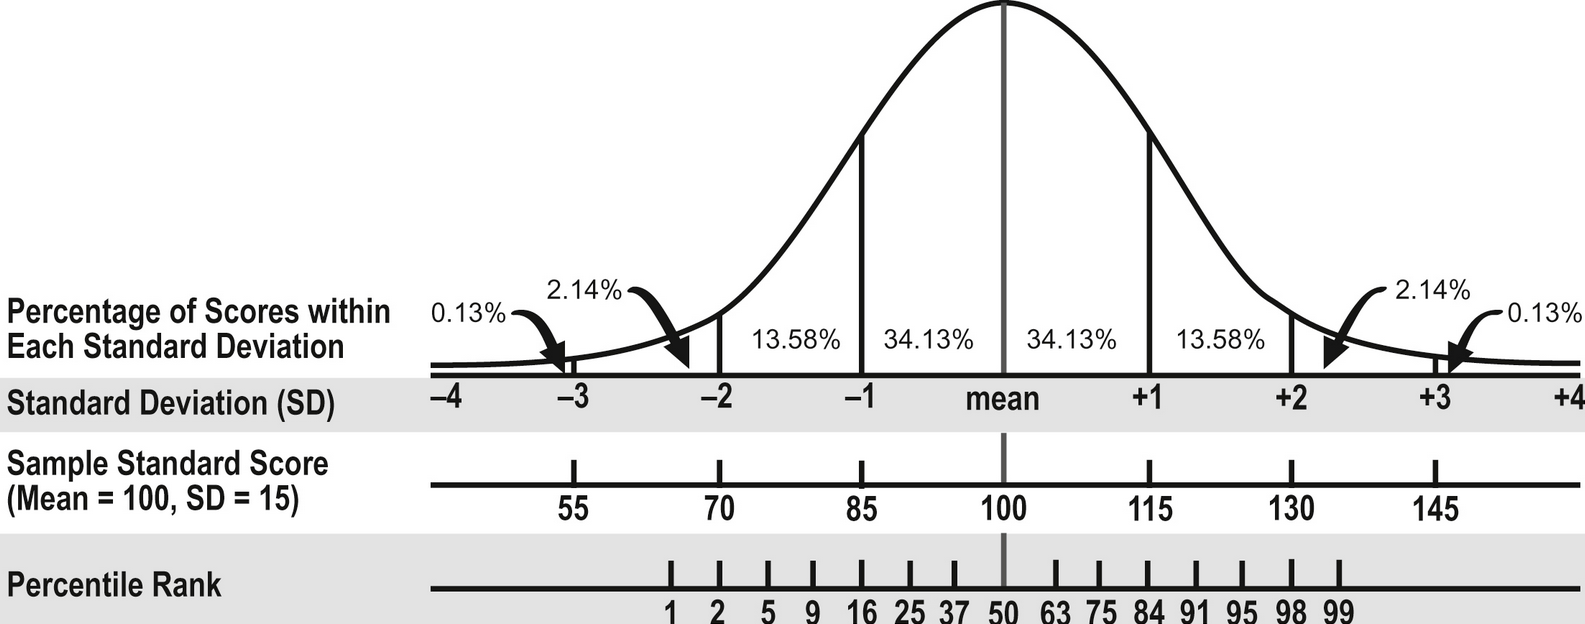 0.13%
2.14%
13.58%
34.13%
34.13%
13.58%
2.14%
0.13%
Percentage of Scores within
Each Standard Deviation
Standard Deviation (SD)
–4 –3 –2 –1 mean +1 +2 +3 +4
Sample Standard Score
(Mean = 100, SD = 15)
55 70 85 100 115 130 145
Percentile Rank
1 2 5 9 16 25 37 50 63 75 84 91 95 98 99